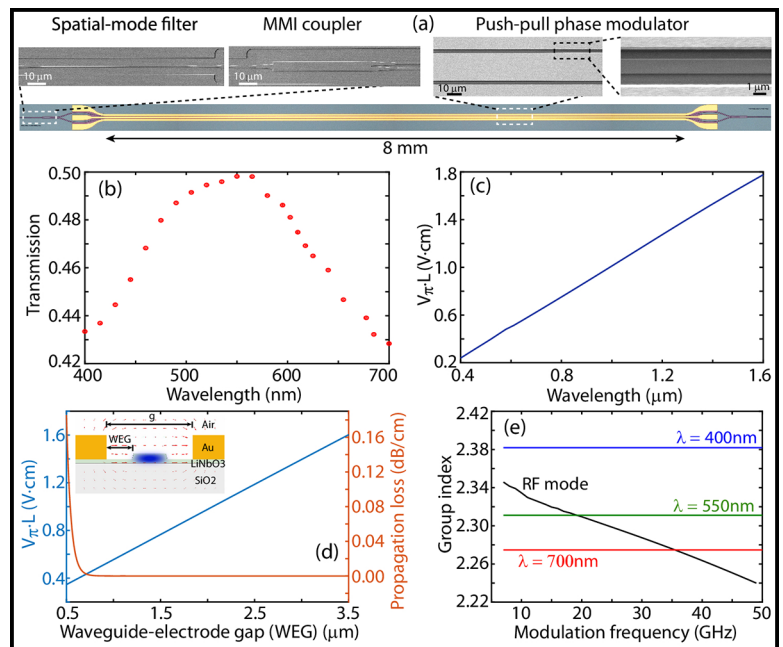 Spatial-mode filter
MMI coupler
(a)
Push-pull phase modulator
10 μm
10 μm
10 μm
1 μm
8 mm
(b)
Transmission
0.50
0.48
0.46
0.44
0.42
400
500
600
700
Wavelength (nm)
(c)
Vπ·L (V·cm)
1.8
1.4
1.0
0.6
0.2
0.4
0.8
1.2
1.6
Wavelength (μm)
(d)
Vπ·L (V·cm)
1.6
1.2
0.8
0.4
g
Air
WEG
Au
LiNbO3
SiO2
0.16
0.12
0.08
0.04
0.00
Propagation loss (dB/cm)
0.5
1.5
2.5
3.5
Waveguide-electrode gap (WEG) (μm)
(e)
Group index
2.42
2.38
2.34
2.30
2.26
2.22
λ = 400nm
RF mode
λ = 550nm
λ = 700nm
10
20
30
40
50
Modulation frequency (GHz)